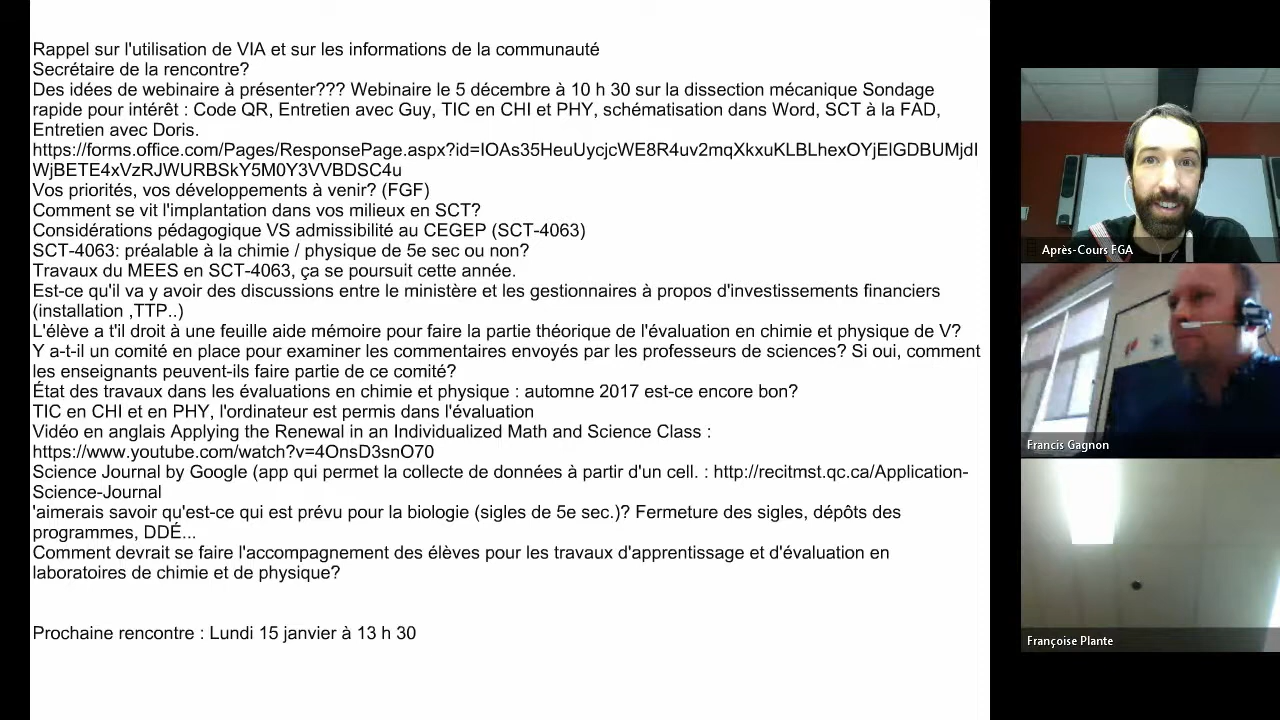 Rappel sur l'utilisation de VIA et sur les informations de la communauté
Secrétaire de la rencontre?
Des idées de webinaire à présenter??? Webinaire le 5 décembre à 10 h 30 sur la dissection mécanique Sondage
rapide pour intérêt : Code QR, Entretien avec Guy, TIC en CHI et PHY, schématisation dans Word, SCT à la FAD,
Entretien avec Doris.
https://forms.office.com/Pages/ResponsePage.aspx?id=IOAs35HeuUycjcWE8R4uv2mqXkxuKLBLhexOYjElGDBUMjdI
WjBETE4xVzRJWURBSkY5M0Y3VVBDSC4u
Vos priorités, vos développements à venir? (FGF)
Comment se vit l'implantation dans vos milieux en SCT?
Considérations pédagogique VS admissibilité au CEGEP (SCT-4063)
SCT-4063: préalable à la chimie / physique de 5e sec ou non?
Travaux du MEES en SCT-4063, ça se poursuit cette année.
Est-ce qu'il va y avoir des discussions entre le ministère et les gestionnaires à propos d'investissements financiers
(installation ,TTP..)
L'élève a t'il droit à une feuille aide mémoire pour faire la partie théorique de l'évaluation en chimie et physique de V?
Y a-t-il un comité en place pour examiner les commentaires envoyés par les professeurs de sciences? Si oui, comment
les enseignants peuvent-ils faire partie de ce comité?
État des travaux dans les évaluations en chimie et physique : automne 2017 est-ce encore bon?
TIC en CHI et en PHY, l'ordinateur est permis dans l'évaluation
Vidéo en anglais Applying the Renewal in an Individualized Math and Science Class :
https://www.youtube.com/watch?v=4OnsD3snO70
Science Journal by Google (app qui permet la collecte de données à partir d'un cell. : http://recitmst.qc.ca/Application-
Science-Journal
'aimerais savoir qu'est-ce qui est prévu pour la biologie (sigles de 5e sec.)? Fermeture des sigles, dépôts des
programmes, DDÉ...
Comment devrait se faire l'accompagnement des élèves pour les travaux d'apprentissage et d'évaluation en
laboratoires de chimie et de physique?
Prochaine rencontre : Lundi 15 janvier à 13 h 30
Après-Cours FGA
Francis Gagnon
Françoise Plante